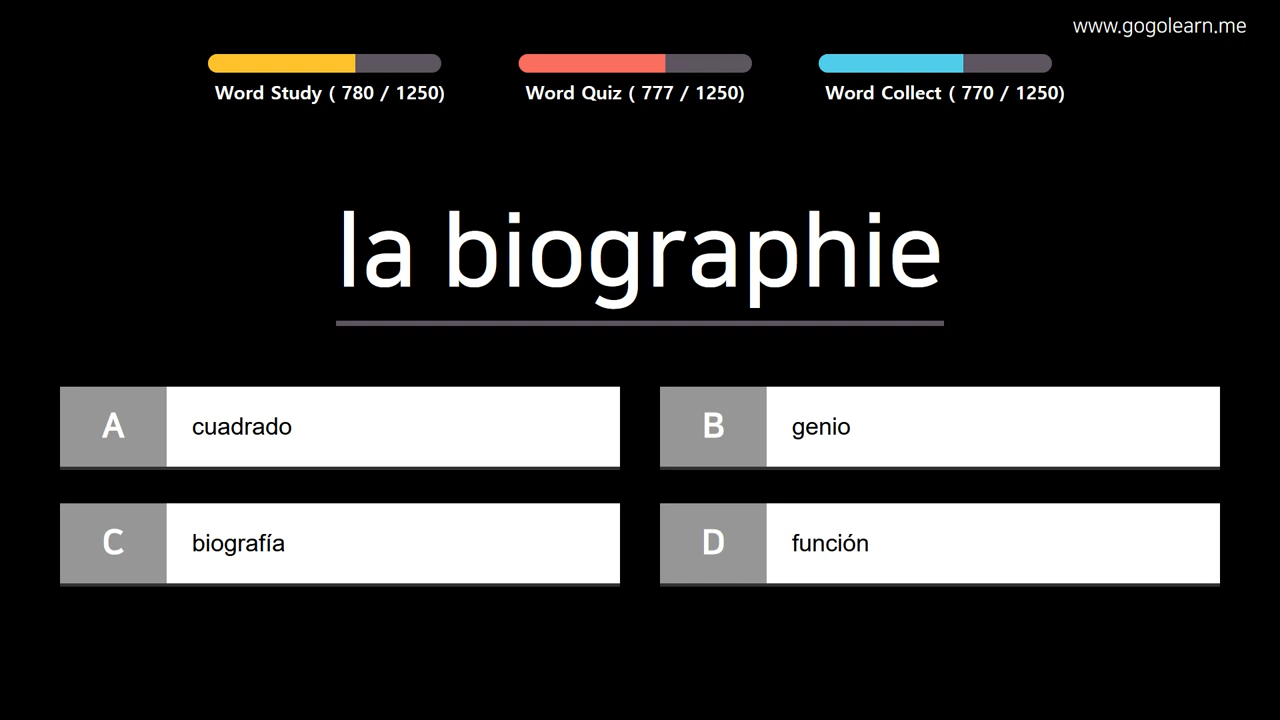 www.gogolearn.me
Word Study ( 780 / 1250)
Word Quiz ( 777 / 1250)
Word Collect ( 770 / 1250)
la biographie
A
cuadrado
B
genio
C
biografía
D
función